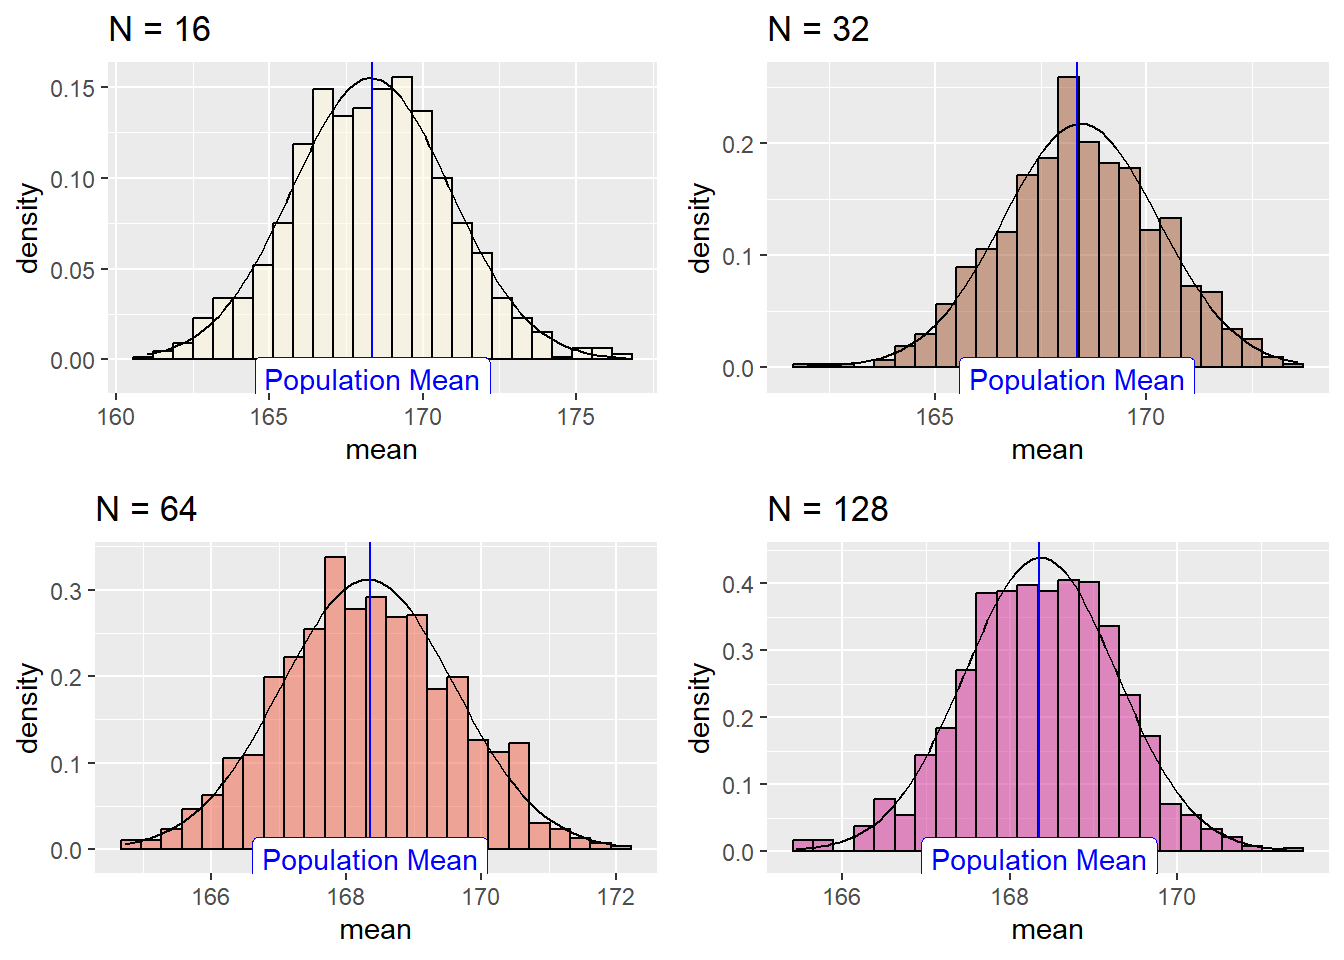 N = 16
density
0.15
0.10
0.05
0.00
Population Mean
160 165 170 175
mean
N = 32
density
0.2
0.1
0.0
Population Mean
165 170
mean
N = 64
density
0.3
0.2
0.1
0.0
Population Mean
166 168 170 172
mean
N = 128
density
0.4
0.3
0.2
0.1
0.0
Population Mean
166 168 170
mean